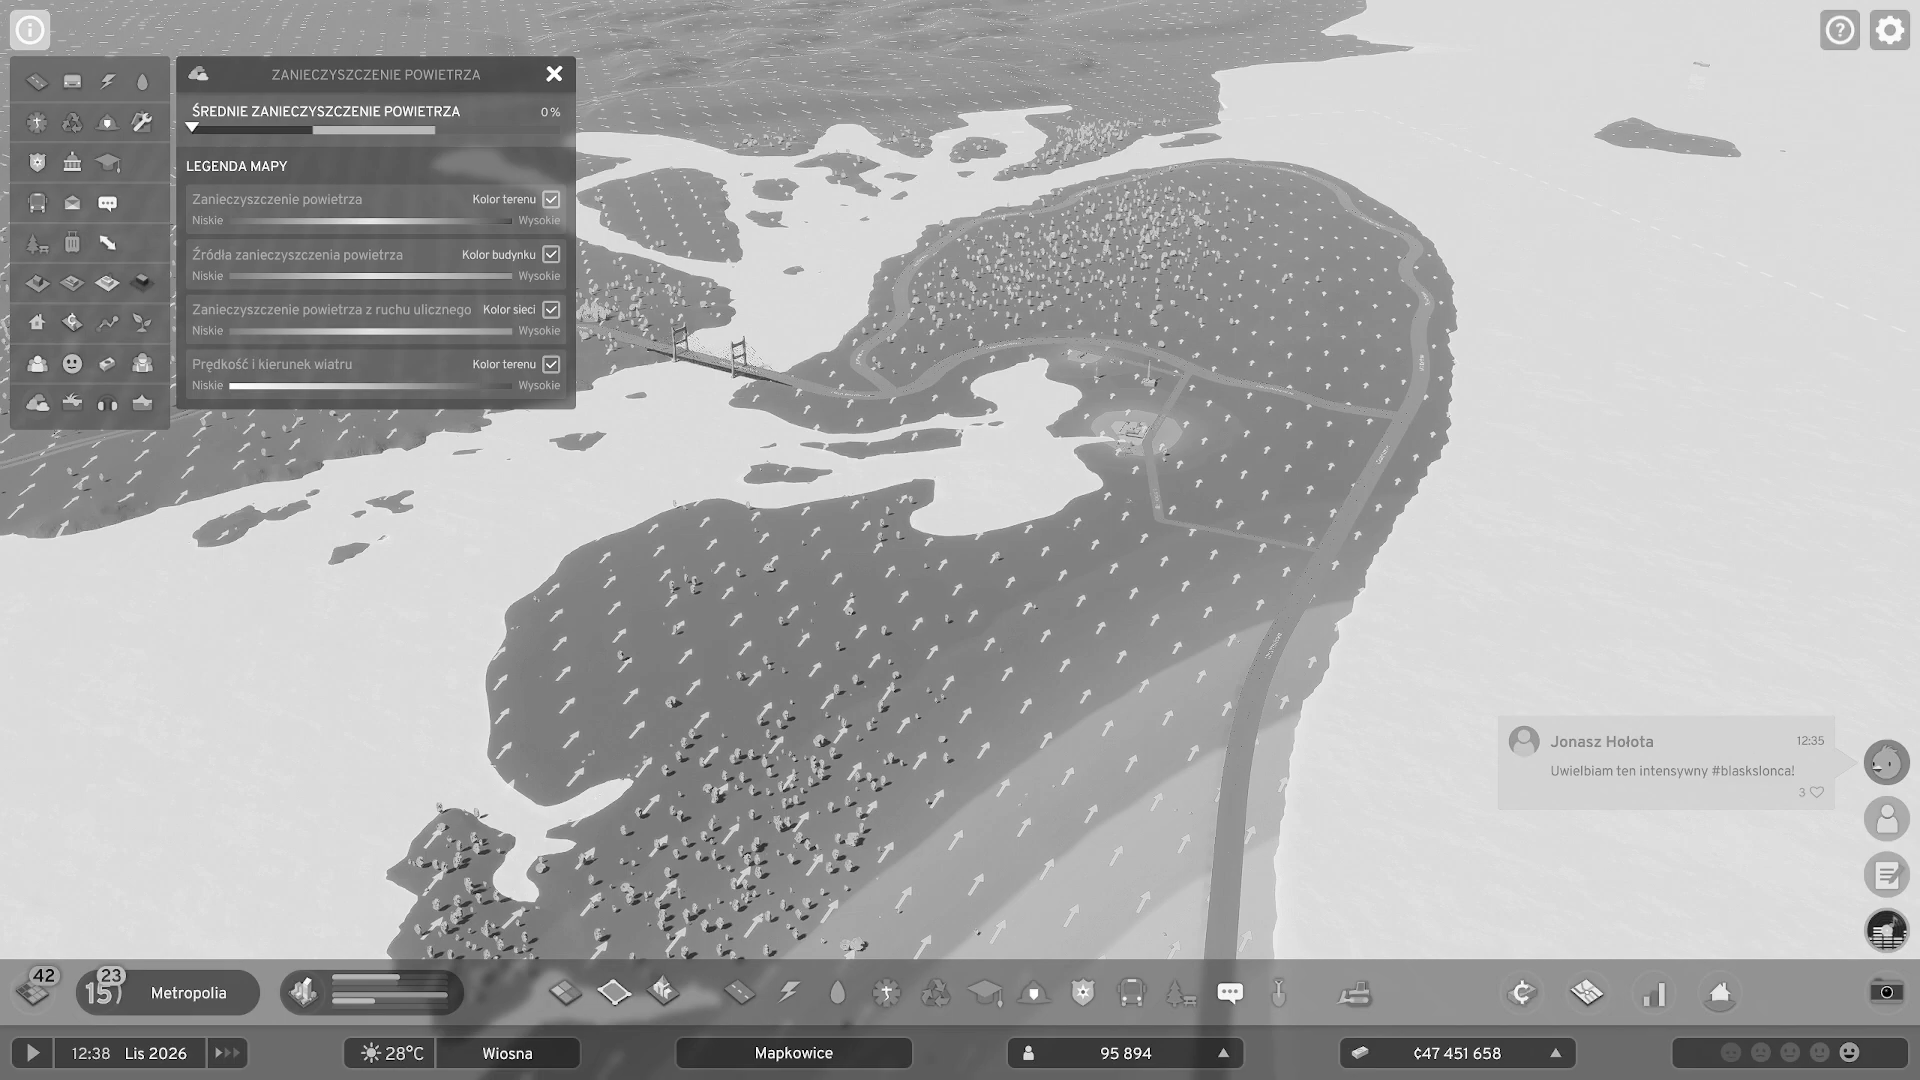 ZANIECZYSZCZENIE POWIETRZA
ŚREDNIE ZANIECZYSZCZENIE POWIETRZA 0 %
LEGENDA MAPY
Zanieczyszczenie powietrza Kolor terenu
Niskie Wysokie
Źródła zanieczyszczenia powietrza Kolor budynku
Niskie Wysokie
Zanieczyszczenie powietrza z ruchu ulicznego Kolor sieci
Niskie Wysokie
Prędkość i kierunek wiatru Kolor terenu
Niskie Wysokie
Jonasz Hołota 12:35
Uwielbiam ten intensywny #blaskslonca!
3
42 23
15 Metropolia
12:38 Lis 2026 28°C Wiosna Mapkowice 95 894 ₵47 451 658